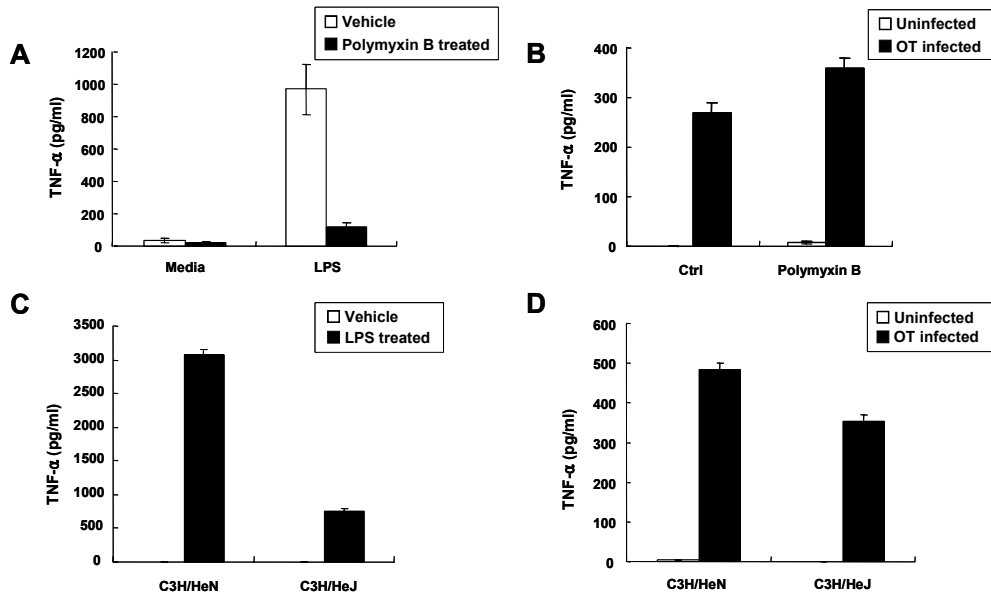 A
Vehicle
Polymyxin B treated
TNF-α (pg/ml)
1200
1000
800
600
400
200
0
Media
LPS
B
Uninfected
OT infected
TNF-α (pg/ml)
400
300
200
100
0
Ctrl
Polymyxin B
C
Vehicle
LPS treated
TNF-α (pg/ml)
3500
3000
2500
2000
1500
1000
500
0
C3H/HeN
C3H/HeJ
D
Uninfected
OT infected
TNF-α (pg/ml)
600
500
400
300
200
100
0
C3H/HeN
C3H/HeJ